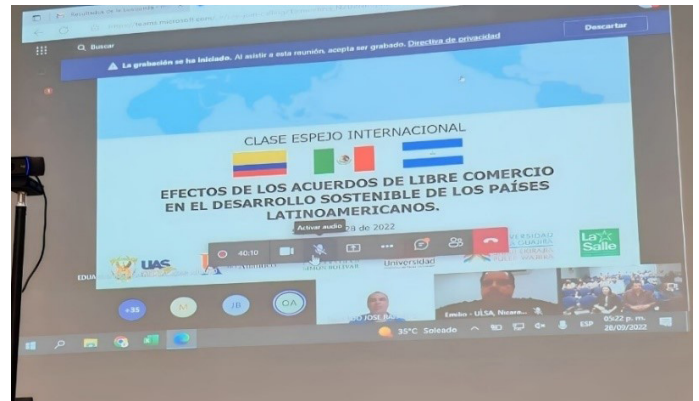 Buscar
La grabación se ha iniciado. Al asistir a esta reunión, acepta ser grabado. Directiva de privacidad
Descartar
CLASE ESPEJO INTERNACIONAL
EFECTOS DE LOS ACUERDOS DE LIBRE COMERCIO
EN EL DESARROLLO SOSTENIBLE DE LOS PAÍSES
LATINOAMERICANOS.
Activar audio
de 2022
40:10
UAS
Universidad
La Salle
+35
M
JB
OA
JOSE
Emilio - ULSA, Nicara...
35°C Soleado
ESP
05:22 p. m.
28/09/2022